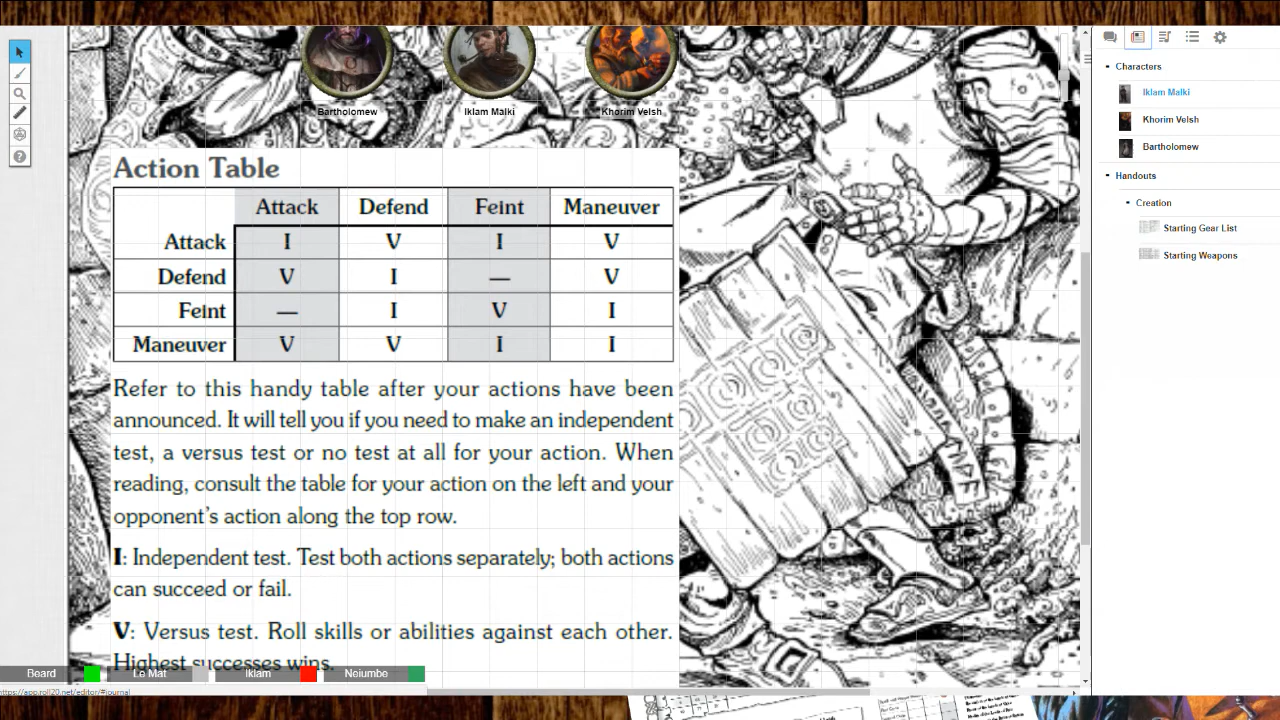 Bartholomew
Iklam Malki
Khorim Velsh
Action Table
Attack Defend Feint Maneuver
Attack I V I V
Defend V I — V
Feint — I V I
Maneuver V V I I
Refer to this handy table after your actions have been
announced. It will tell you if you need to make an independent
test, a versus test or no test at all for your action. When
reading, consult the table for your action on the left and your
opponent's action along the top row.
I: Independent test. Test both actions separately; both actions
can succeed or fail.
V: Versus test. Roll skills or abilities against each other.
Highest successes wins.
Beard
Le Mat
Iklam
Neiumbe
https://app.roll20.net/editor/#journal
Characters
Iklam Malki
Khorim Velsh
Bartholomew
Handouts
Creation
Starting Gear List
Starting Weapons